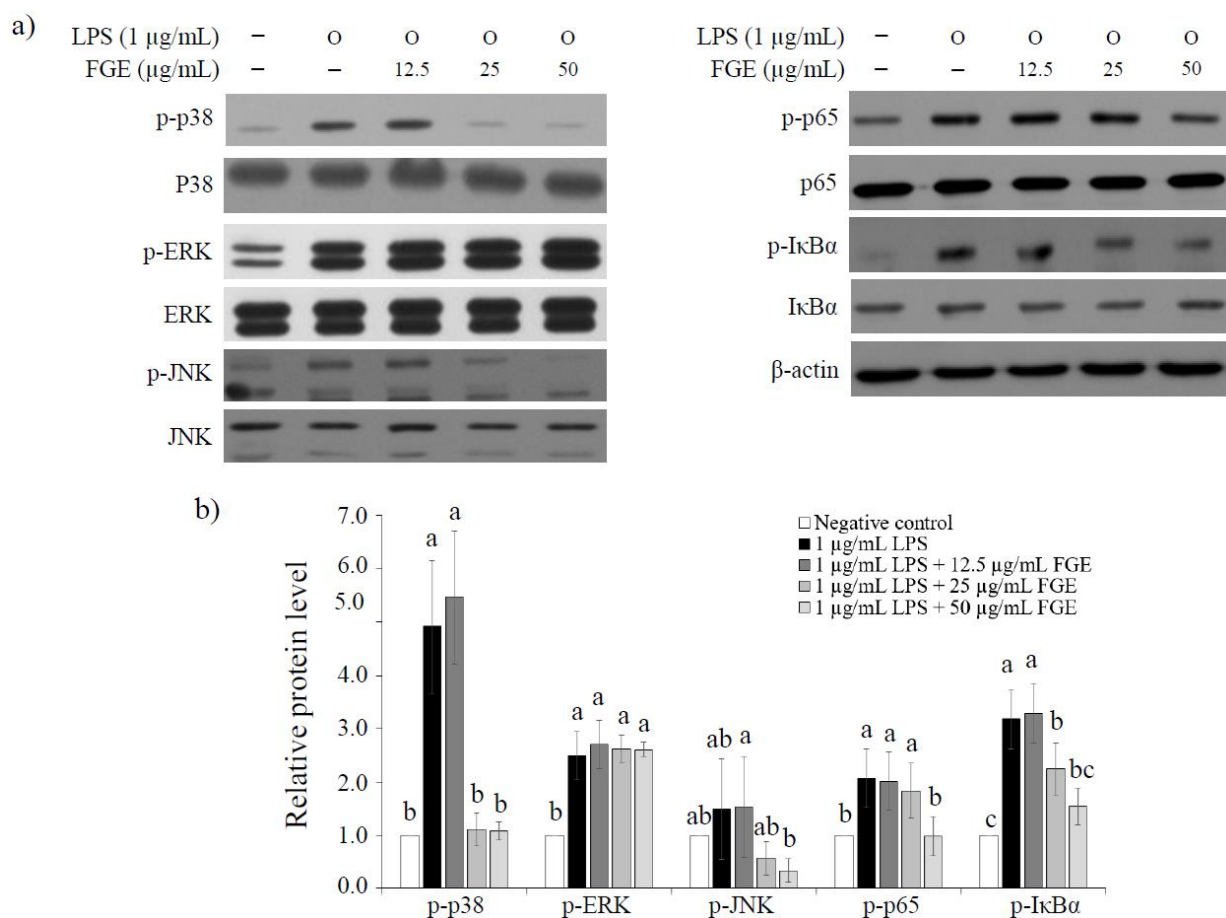 a)
LPS (1 µg/mL) – O O O O
FGE (µg/mL) – – 12.5 25 50
p-p38
P38
p-ERK
ERK
p-JNK
JNK
LPS (1 µg/mL) – O O O O
FGE (µg/mL) – – 12.5 25 50
p-p65
p65
p-IκBα
IκBα
β-actin
b)
Relative protein level
7.0
6.0
5.0
4.0
3.0
2.0
1.0
0.0
Negative control
1 µg/mL LPS
1 µg/mL LPS + 12.5 µg/mL FGE
1 µg/mL LPS + 25 µg/mL FGE
1 µg/mL LPS + 50 µg/mL FGE
b a a b b
b a a a a
ab ab a ab b
b a a a b
c a a b bc
p-p38 p-ERK p-JNK p-p65 p-IκBα